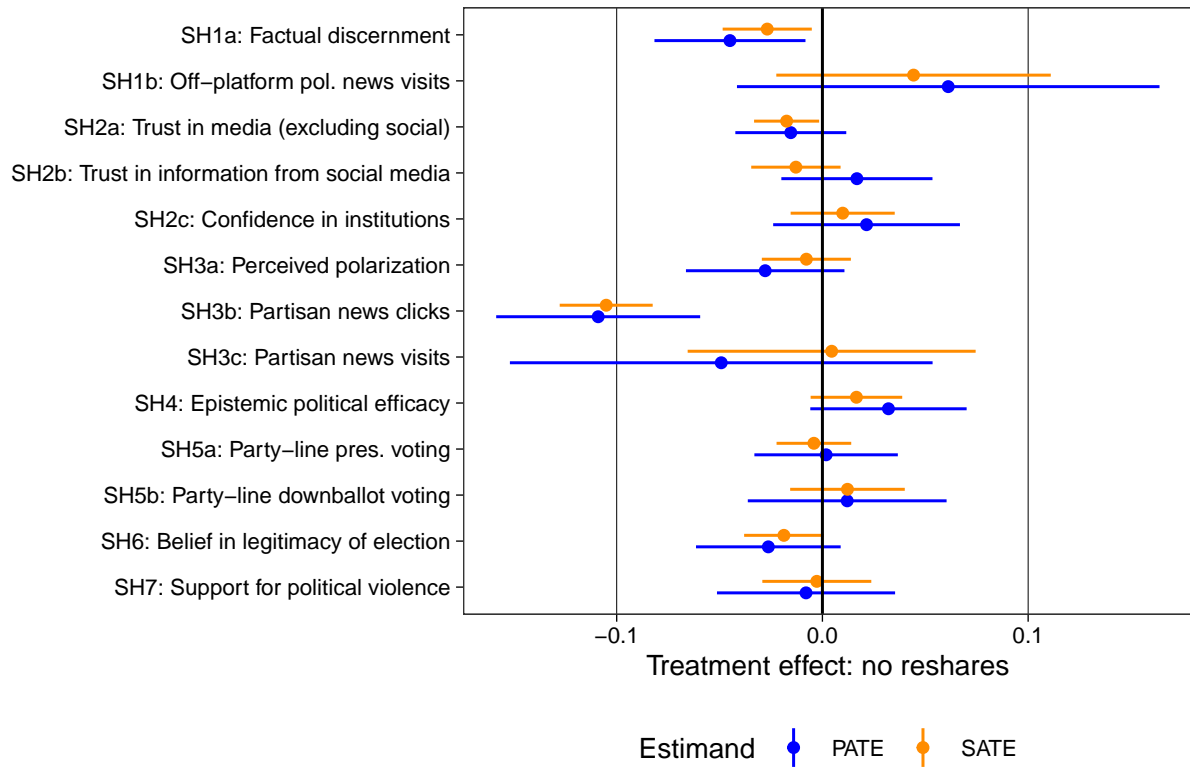 SH1a: Factual discernment
SH1b: Off−platform pol. news visits
SH2a: Trust in media (excluding social)
SH2b: Trust in information from social media
SH2c: Confidence in institutions
SH3a: Perceived polarization
SH3b: Partisan news clicks
SH3c: Partisan news visits
SH4: Epistemic political efficacy
SH5a: Party−line pres. voting
SH5b: Party−line downballot voting
SH6: Belief in legitimacy of election
SH7: Support for political violence
−0.1 0.0 0.1
Treatment effect: no reshares
Estimand PATE SATE